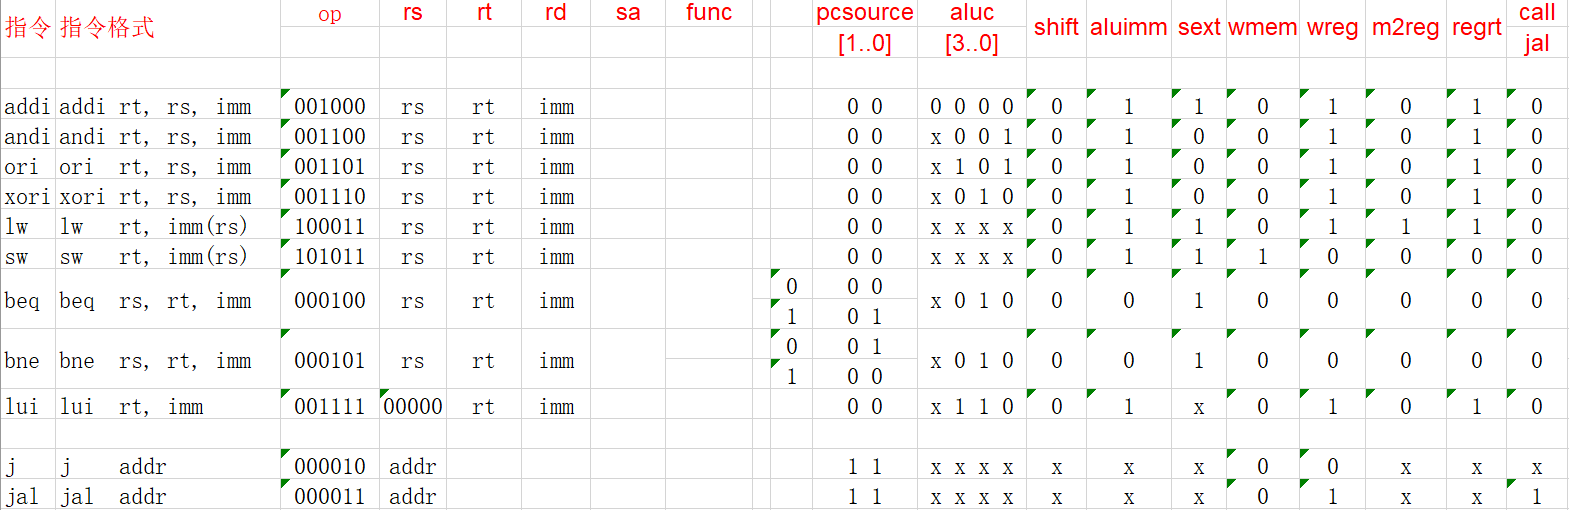 指令 指令格式 op rs rt rd sa func pcsource aluc shift aluimm sext wmem wreg m2reg regrt call
[1..0] [3..0] jal
addi addi rt, rs, imm 001000 rs rt imm 0 0 0 0 0 0 0 1 1 0 1 0 1 0
andi andi rt, rs, imm 001100 rs rt imm 0 0 x 0 0 1 0 1 0 0 1 0 1 0
ori ori rt, rs, imm 001101 rs rt imm 0 0 x 1 0 1 0 1 0 0 1 0 1 0
xori xori rt, rs, imm 001110 rs rt imm 0 0 x 0 1 0 0 1 0 0 1 0 1 0
lw lw rt, imm(rs) 100011 rs rt imm 0 0 x x x x 0 1 1 0 1 1 1 0
sw sw rt, imm(rs) 101011 rs rt imm 0 0 x x x x 0 1 1 1 0 0 0 0
beq beq rs, rt, imm 000100 rs rt imm 0 0 0 x 0 1 0 0 0 1 0 0 0 0 0
1 0 1
bne bne rs, rt, imm 000101 rs rt imm 0 0 1 x 0 1 0 0 0 1 0 0 0 0 0
1 0 0
lui lui rt, imm 001111 00000 rt imm 0 0 x 1 1 0 0 1 x 0 1 0 1 0
j j addr 000010 addr 1 1 x x x x x x x 0 0 x x x
jal jal addr 000011 addr 1 1 x x x x x x x 0 1 x x 1